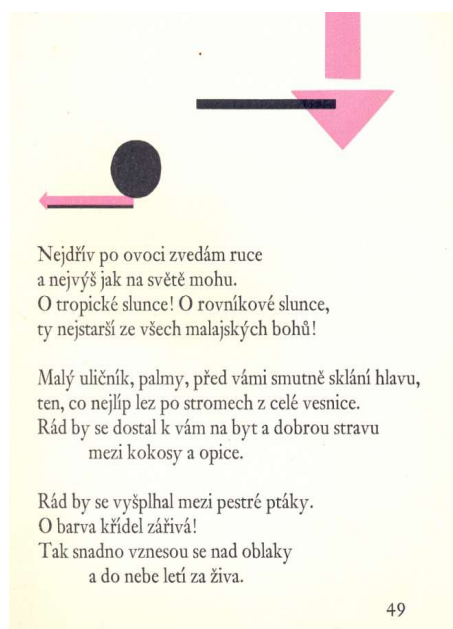 Nejdřív po ovoci zvedám ruce
a nejvýš jak na světě mohu.
O tropické slunce! O rovníkové slunce,
ty nejstarší ze všech malajských bohů!
Malý uličník, palmy, před vámi smutně sklání hlavu,
ten, co nejlíp lez po stromech z celé vesnice.
Rád by se dostal k vám na byt a dobrou stravu
mezi kokosy a opice.
Rád by se vyšplhal mezi pestré ptáky.
O barva křídel zářivá!
Tak snadno vznesou se nad oblaky
a do nebe letí za živa.
49